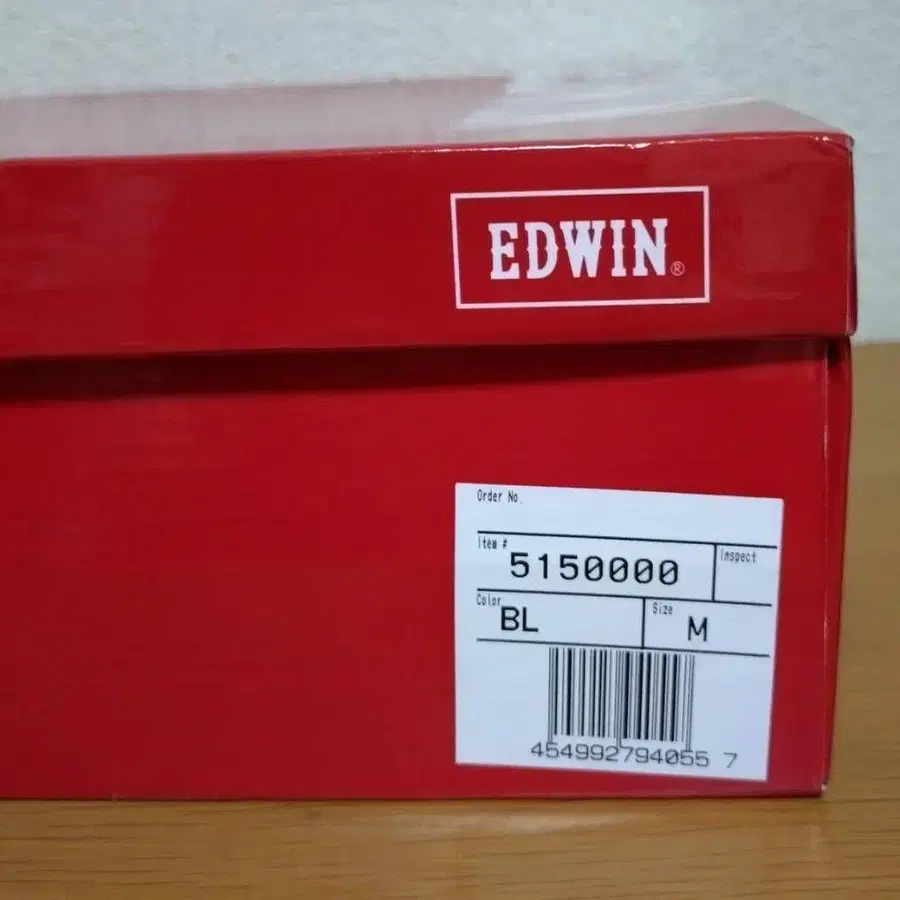 EDWIN®
Order No.
Item # 5150000 Inspect
Color BL Size M
454992794055 7